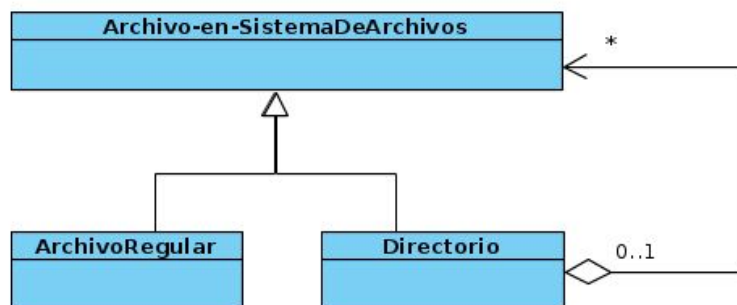 Archivo-en-SistemaDeArchivos
*
ArchivoRegular
Directorio
0..1